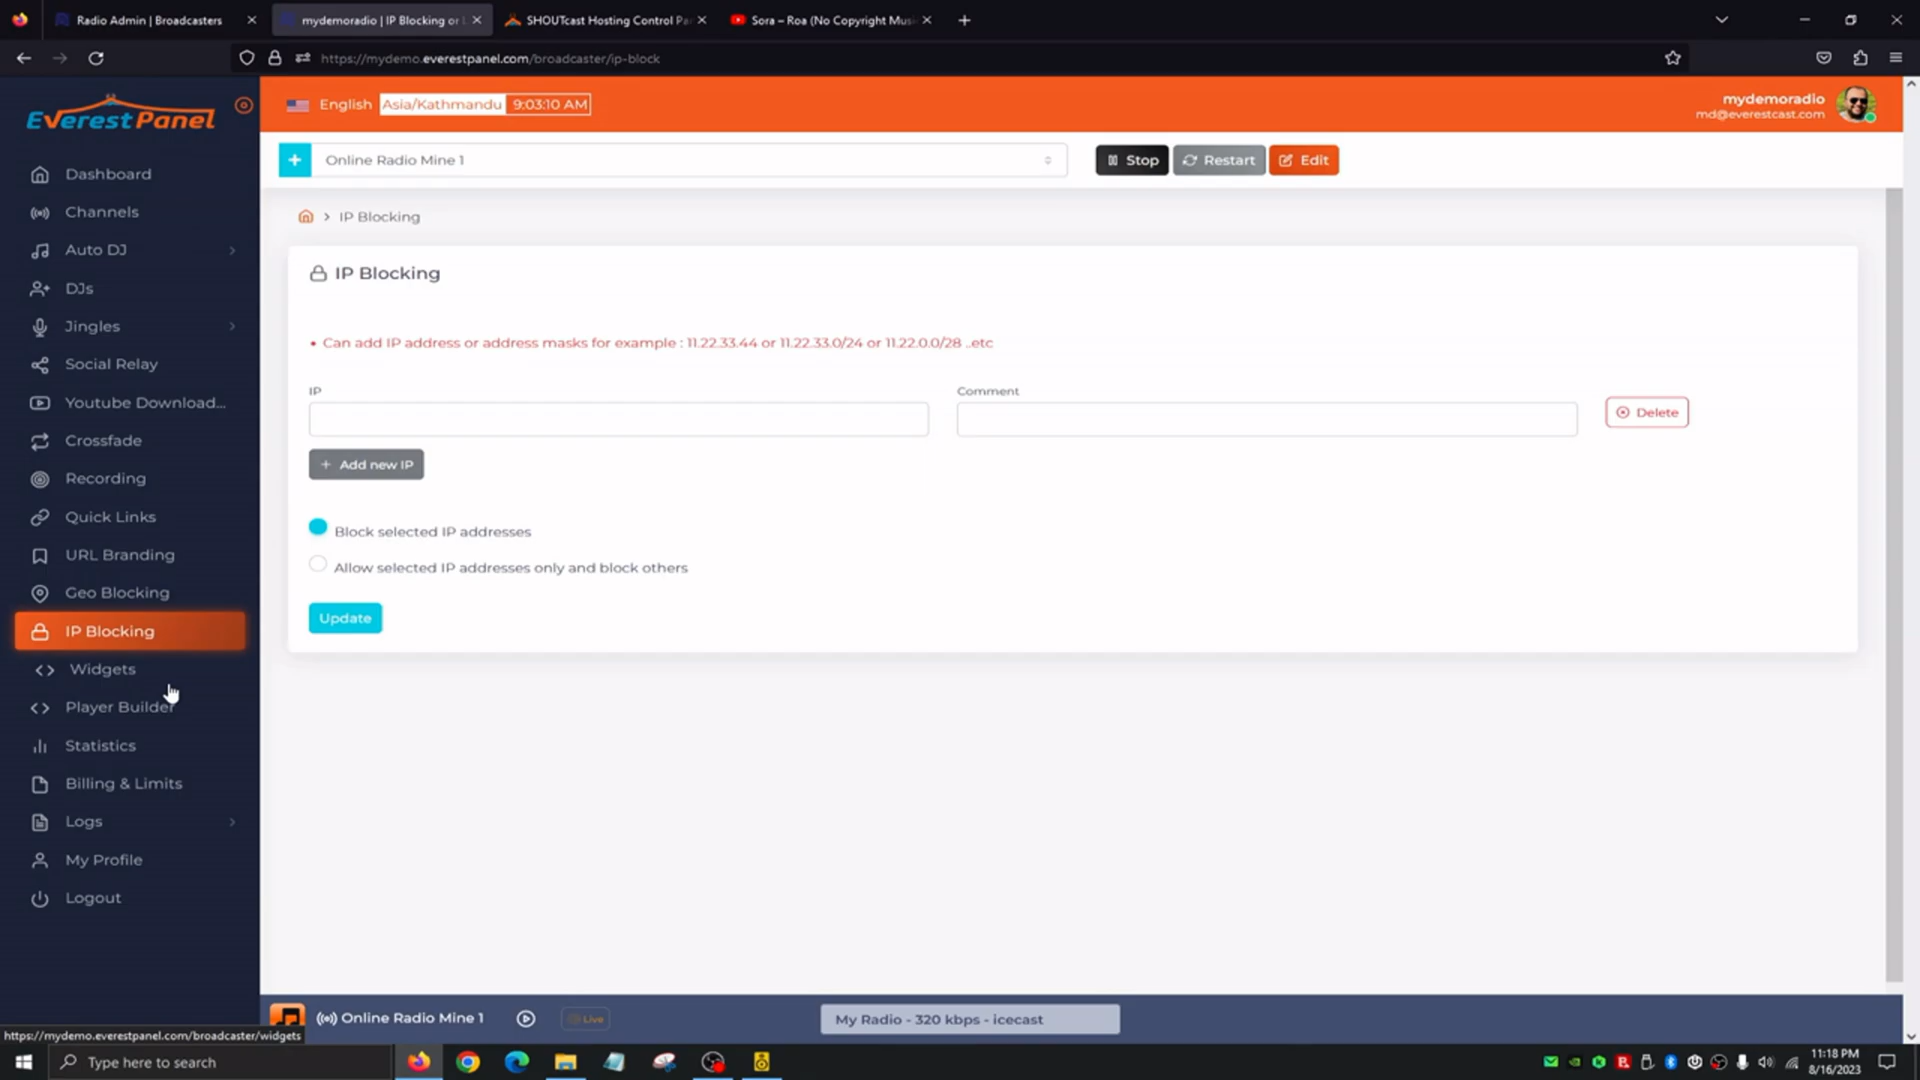 Radio Admin | Broadcasters
mydemoradio | IP Blocking or
SHOUTcast Hosting Control Pa
Sora – Roa (No Copyright Mus
https://mydemo.everestpanel.com/broadcaster/ip-block
EverestPanel
English
Asia/Kathmandu
9:03:10 AM
mydemoradio
md@everestcast.com
Online Radio Mine 1
Stop
Restart
Edit
Dashboard
Channels
Auto DJ
DJs
Jingles
Social Relay
Youtube Download...
Crossfade
Recording
Quick Links
URL Branding
Geo Blocking
IP Blocking
Widgets
Player Builder
Statistics
Billing & Limits
Logs
My Profile
Logout
> IP Blocking
IP Blocking
• Can add IP address or address masks for example : 11.22.33.44 or 11.22.33.0/24 or 11.22.0.0/28 ..etc
IP
Comment
Delete
+ Add new IP
Block selected IP addresses
Allow selected IP addresses only and block others
Update
Online Radio Mine 1
Live
My Radio - 320 kbps - icecast
https://mydemo.everestpanel.com/broadcaster/widgets
Type here to search
11:18 PM
8/16/2023